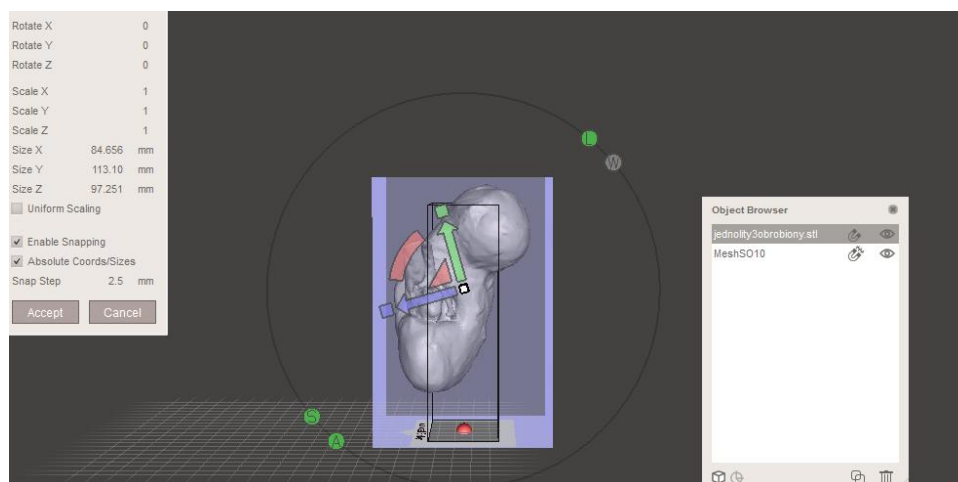 Rotate X 0
Rotate Y 0
Rotate Z 0
Scale X 1
Scale Y 1
Scale Z 1
Size X 84.656 mm
Size Y 113.10 mm
Size Z 97.251 mm
Uniform Scaling
Enable Snapping
Absolute Coords/Sizes
Snap Step 2.5 mm
Accept Cancel
L
W
S
A
Object Browser
jednolity3obrobiony.stl
MeshSO10